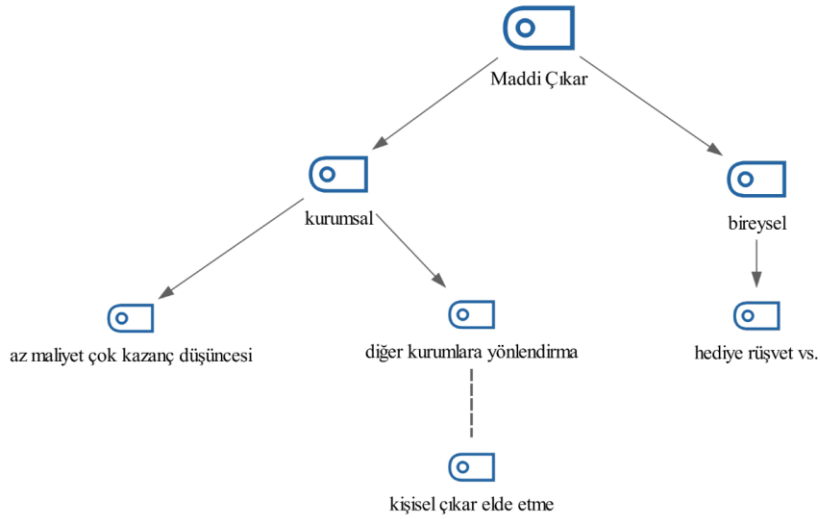 Maddi Çıkar
kurumsal
bireysel
az maliyet çok kazanç düşüncesi
diğer kurumlara yönlendirma
hediye rüşvet vs.
kişisel çıkar elde etme